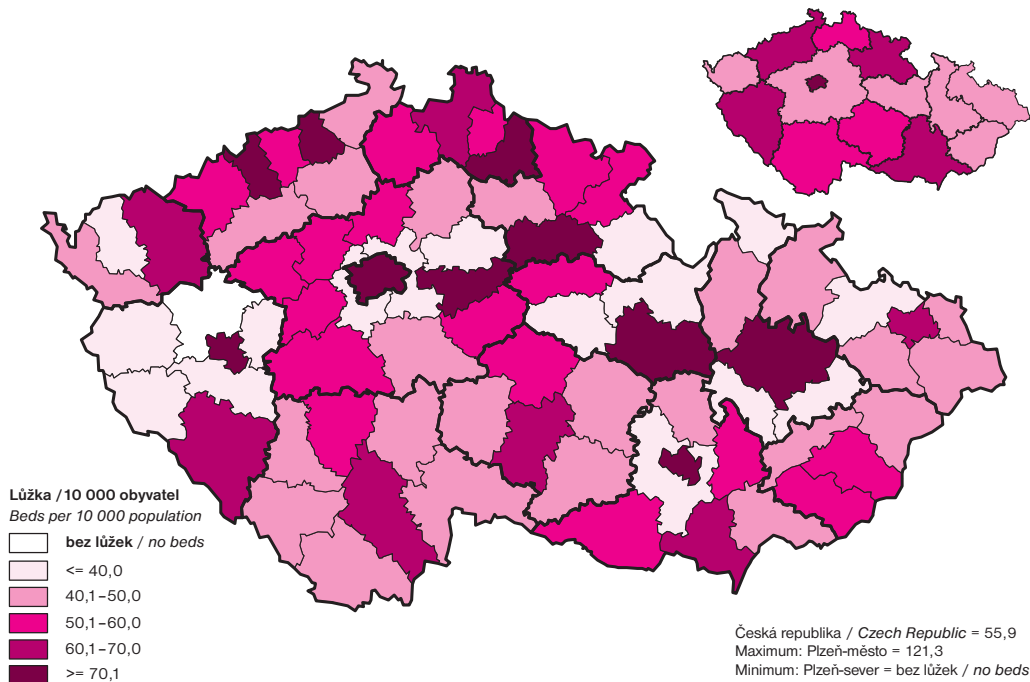 Lůžka /10 000 obyvatel
Beds per 10 000 population
bez lůžek / no beds
<= 40,0
40,1–50,0
50,1–60,0
60,1–70,0
>= 70,1
Česká republika / Czech Republic = 55,9
Maximum: Plzeň-město = 121,3
Minimum: Plzeň-sever = bez lůžek / no beds